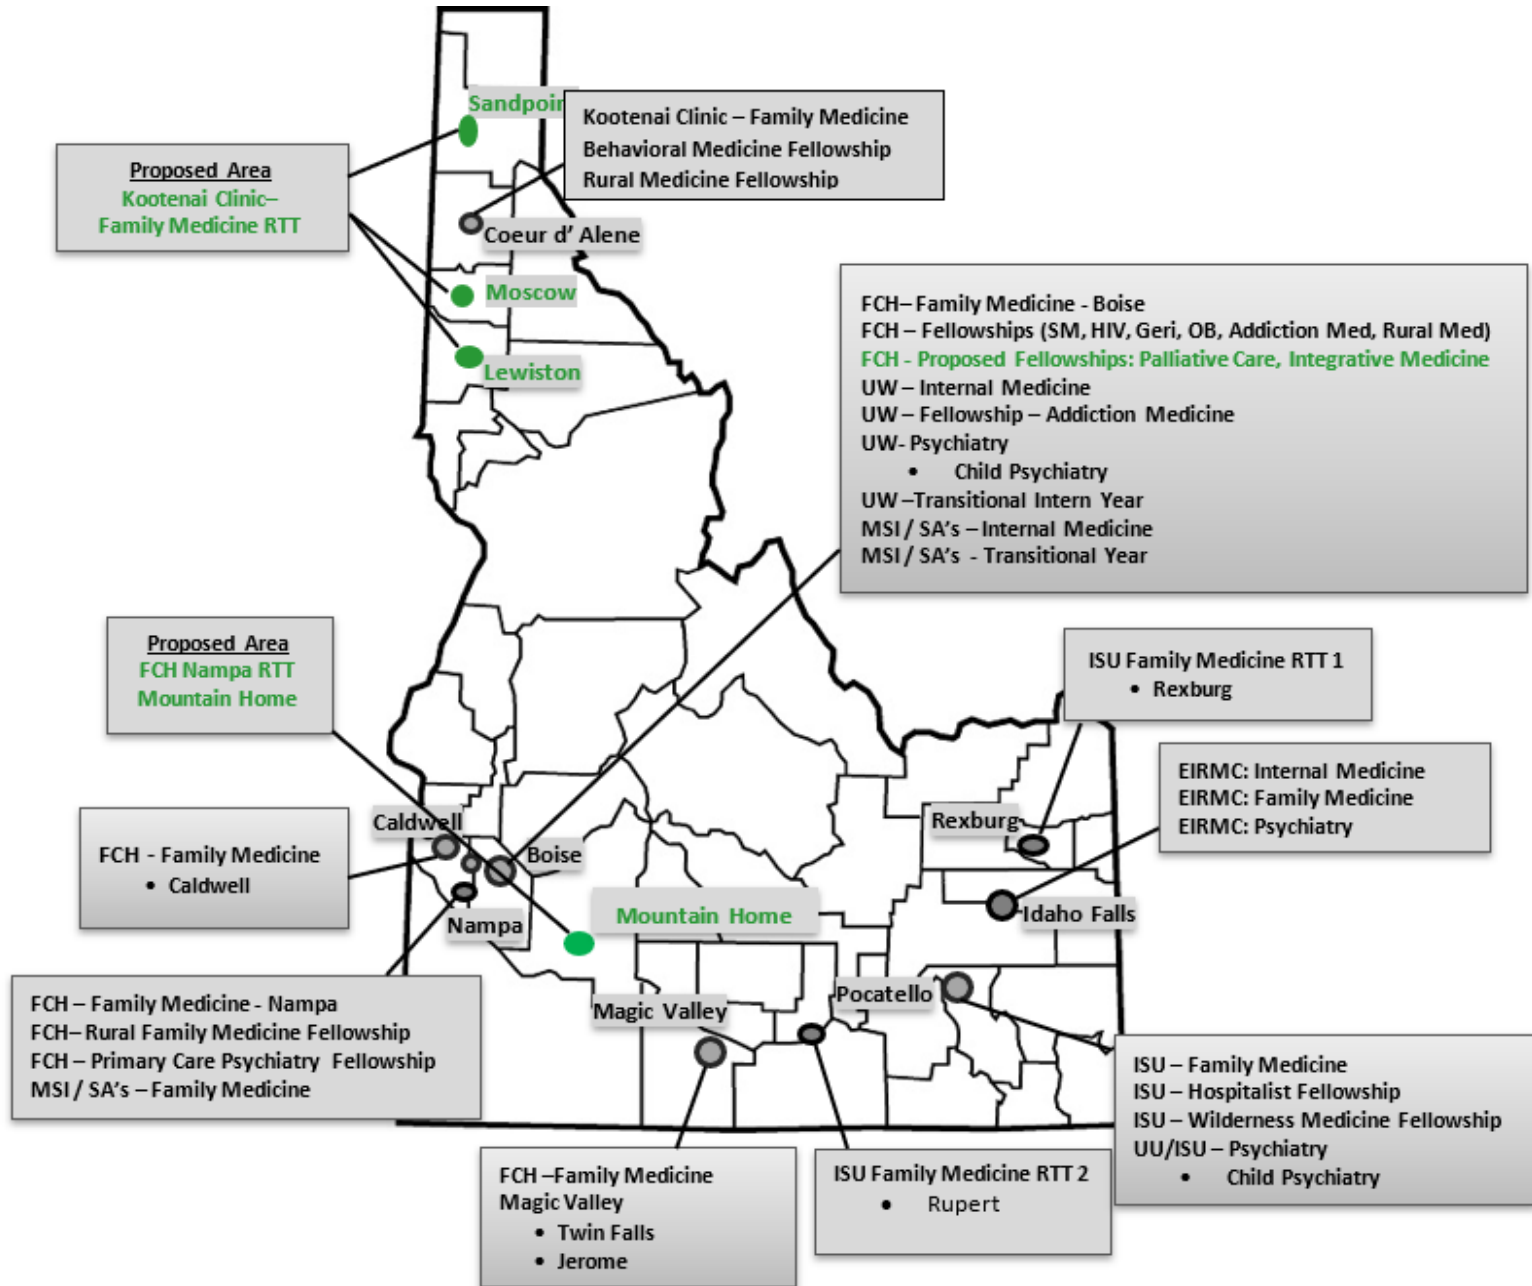 Sandpoin
Kootenai Clinic – Family Medicine
Behavioral Medicine Fellowship
Rural Medicine Fellowship
Proposed Area
Kootenai Clinic–
Family Medicine RTT
Coeur d' Alene
Moscow
Lewiston
FCH– Family Medicine - Boise
FCH – Fellowships (SM, HIV, Geri, OB, Addiction Med, Rural Med)
FCH - Proposed Fellowships: Palliative Care, Integrative Medicine
UW – Internal Medicine
UW – Fellowship – Addiction Medicine
UW- Psychiatry
• Child Psychiatry
UW –Transitional Intern Year
MSI / SA's – Internal Medicine
MSI / SA's - Transitional Year
Proposed Area
FCH Nampa RTT
Mountain Home
ISU Family Medicine RTT 1
• Rexburg
EIRMC: Internal Medicine
EIRMC: Family Medicine
EIRMC: Psychiatry
Caldwell
Boise
Rexburg
FCH - Family Medicine
• Caldwell
Nampa
Mountain Home
Idaho Falls
FCH – Family Medicine - Nampa
FCH– Rural Family Medicine Fellowship
FCH – Primary Care Psychiatry Fellowship
MSI / SA's – Family Medicine
Magic Valley
Pocatello
ISU – Family Medicine
ISU – Hospitalist Fellowship
ISU – Wilderness Medicine Fellowship
UU/ISU – Psychiatry
• Child Psychiatry
FCH –Family Medicine
Magic Valley
• Twin Falls
• Jerome
ISU Family Medicine RTT 2
• Rupert